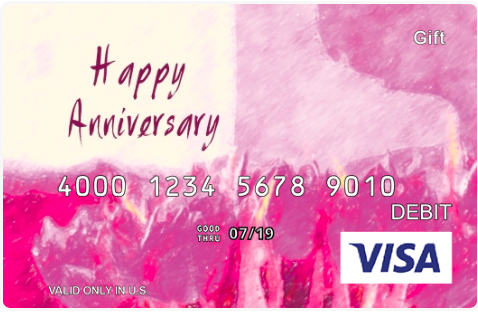 Gift
Happy
Anniversary
4000 1234 5678 9010
DEBIT
GOOD
THRU 07/19
VISA
VALID ONLY IN U.S